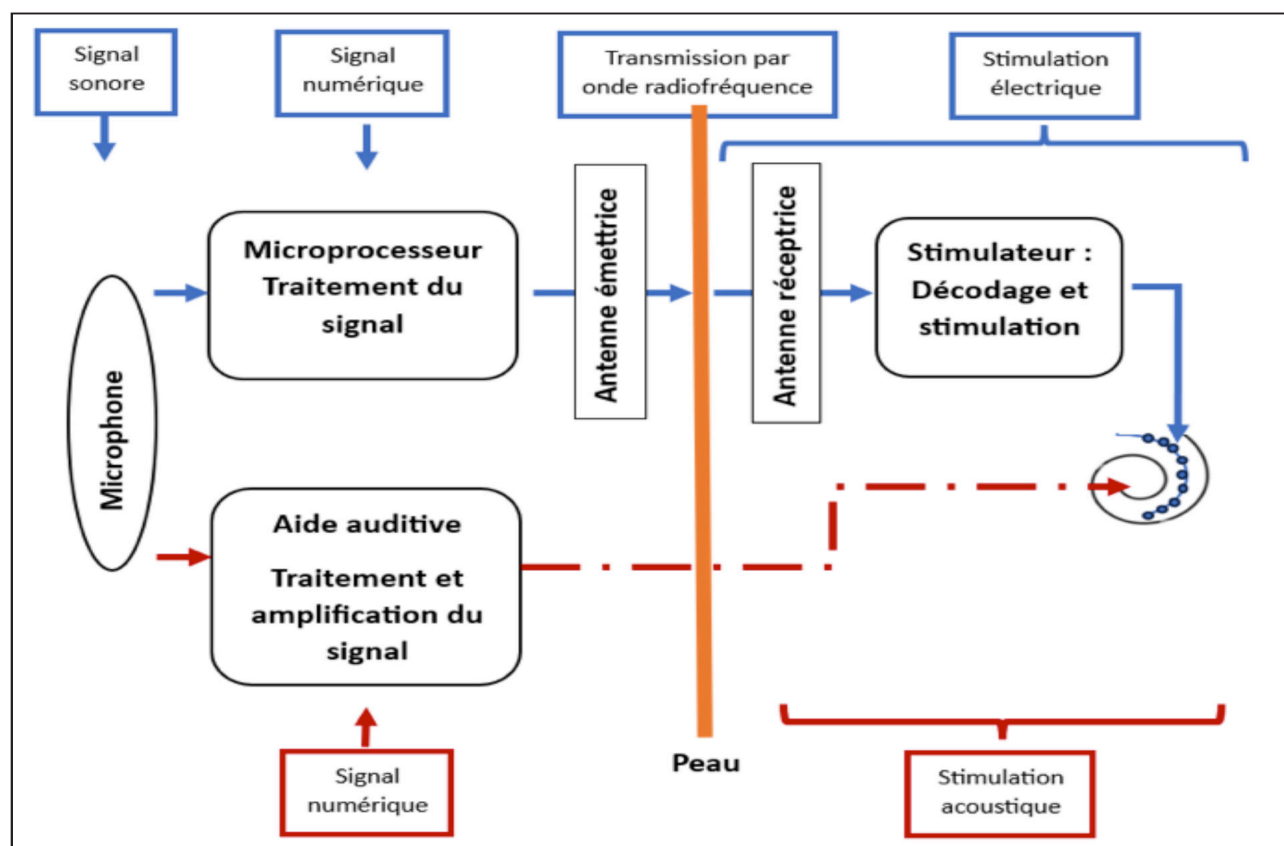 Signal
sonore
Signal
numérique
Transmission par
onde radiofréquence
Stimulation
électrique
Microphone
Microprocesseur
Traitement du
signal
Antenne émettrice
Antenne réceptrice
Stimulateur :
Décodage et
stimulation
Aide auditive
Traitement et
amplification du
signal
Peau
Signal
numérique
Stimulation
acoustique